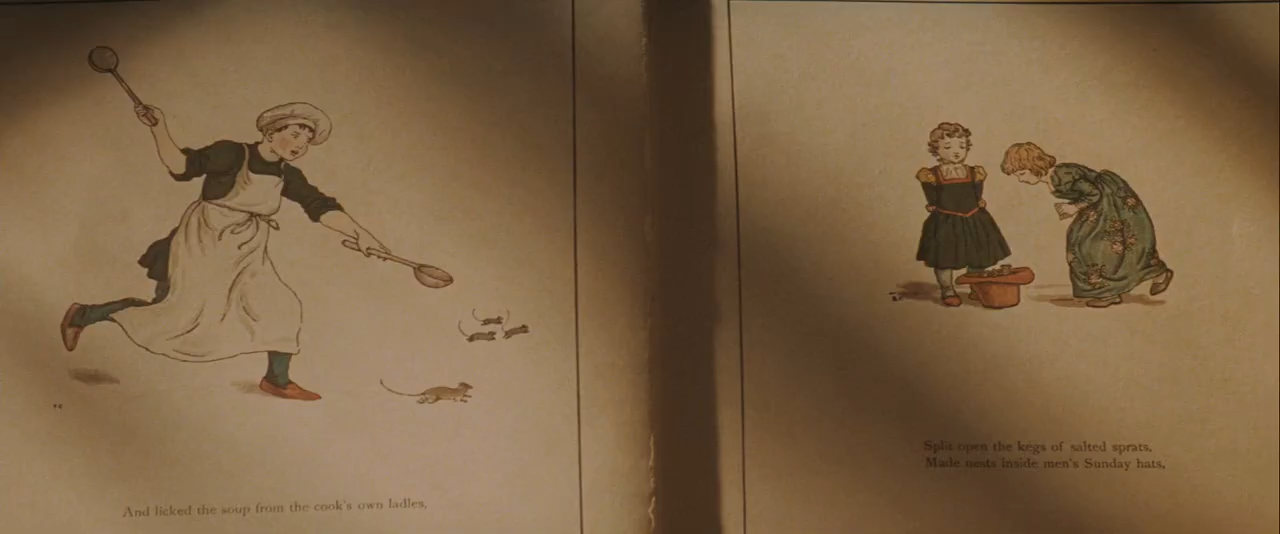 And licked the soup from the cook's own ladles,
Split open the kegs of salted sprats,
Made nests inside men's Sunday hats,